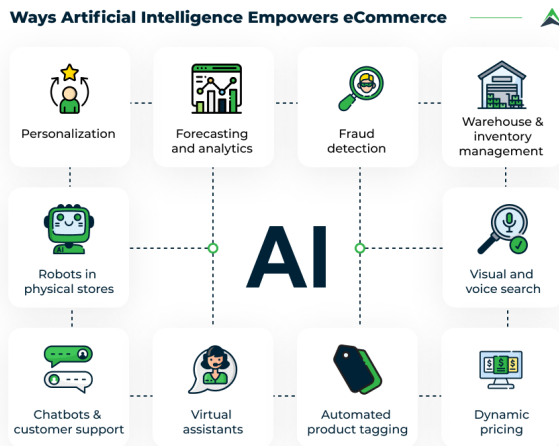 Ways Artificial Intelligence Empowers eCommerce
Personalization
Forecasting
and analytics
Fraud
detection
Warehouse &
inventory
management
Robots in
physical stores
AI
AI
Visual and
voice search
Chatbots &
customer support
Virtual
assistants
Automated
product tagging
Dynamic
pricing